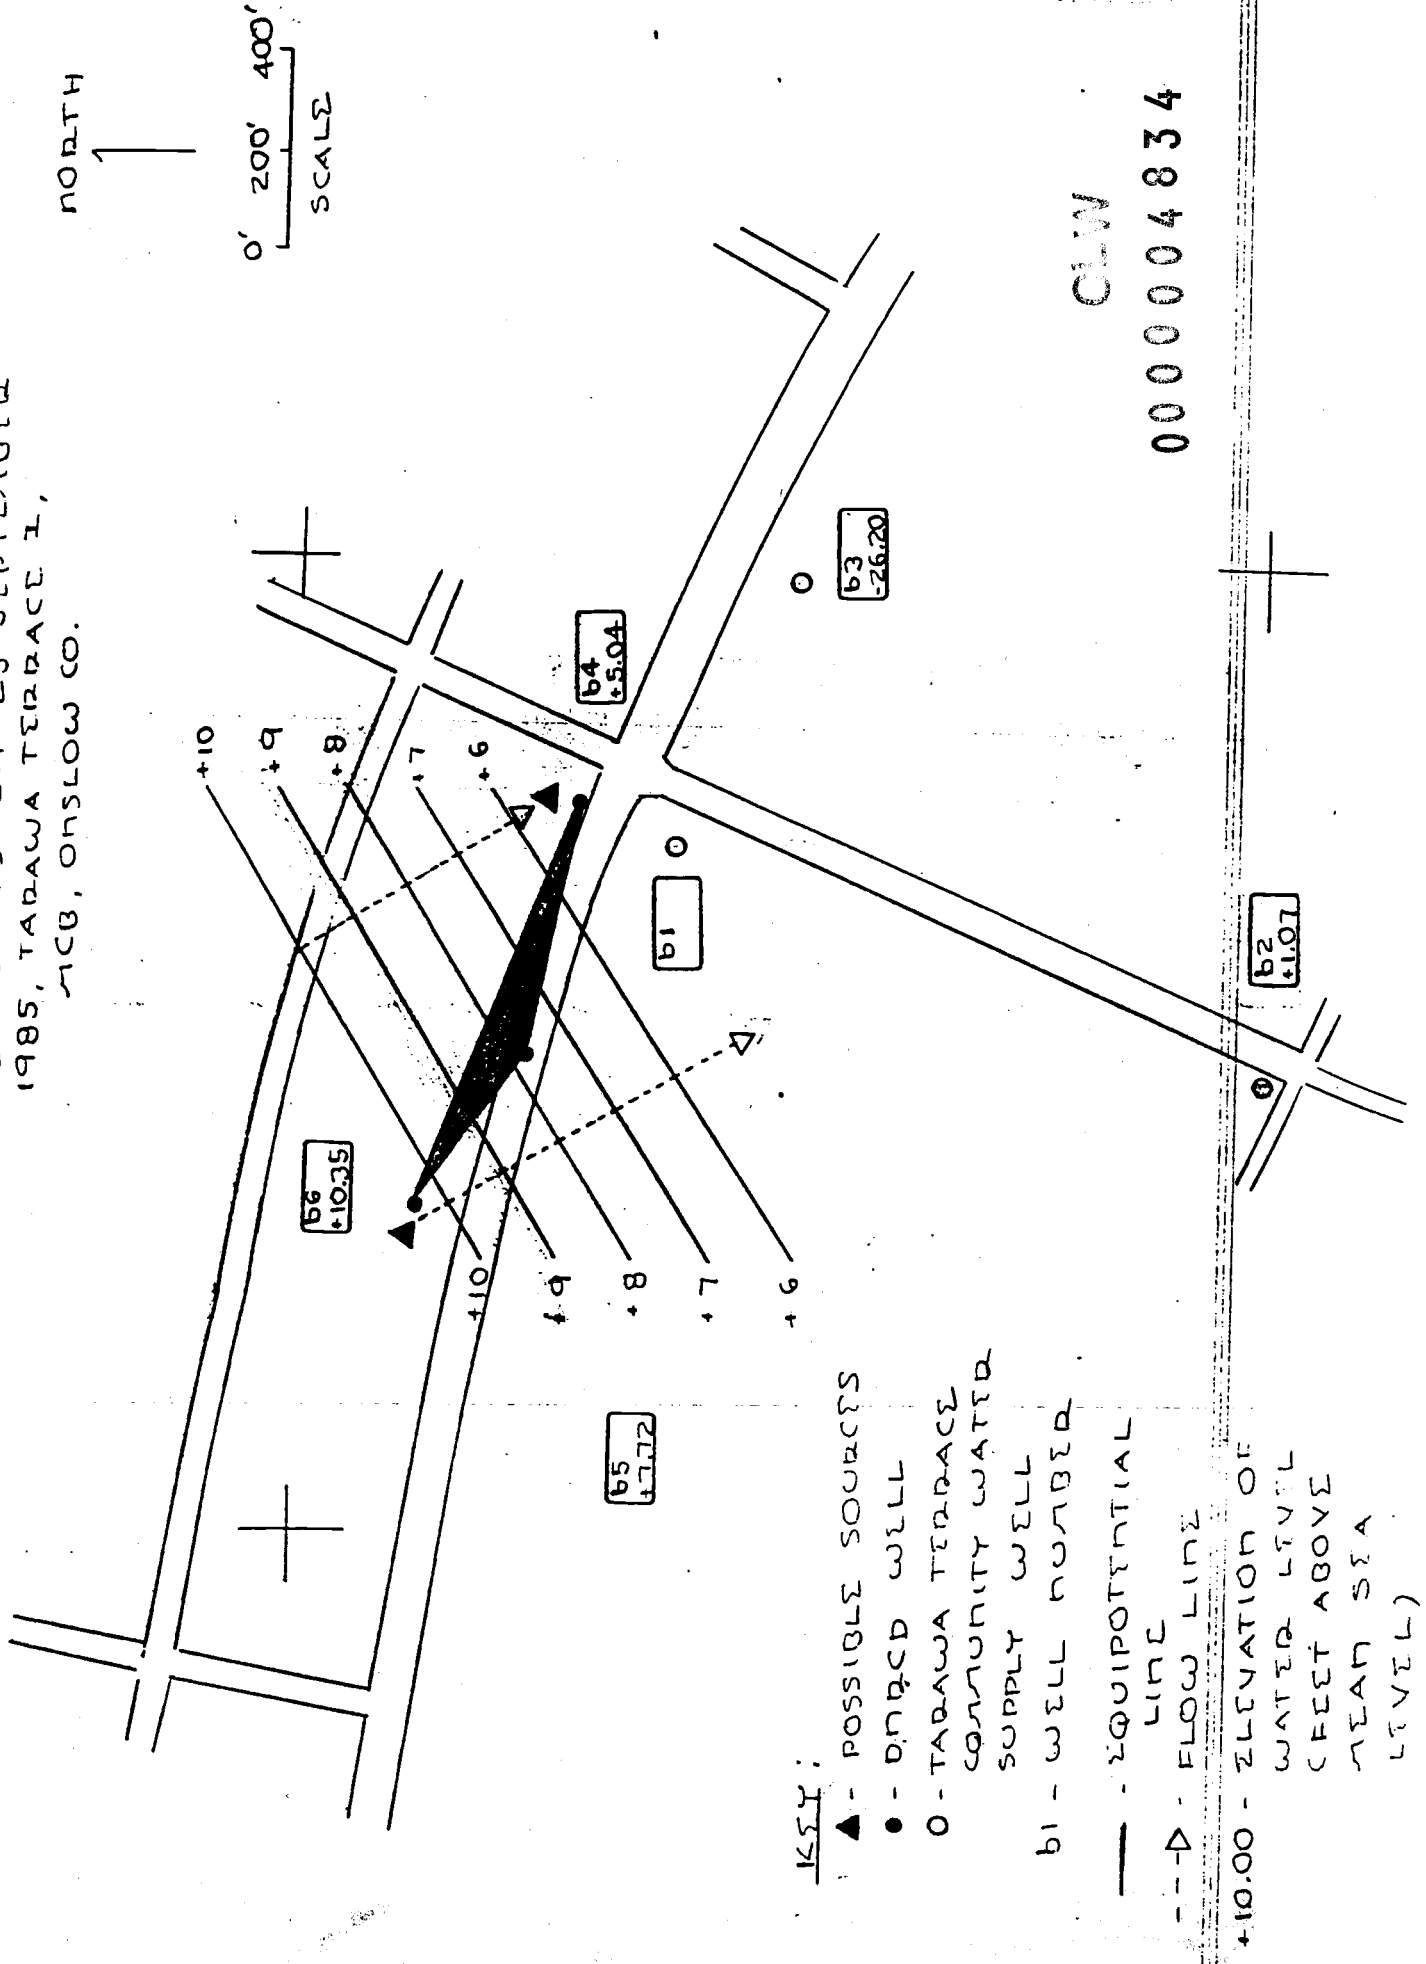 1985, TARAWA TERRACE I,
MCB, ONSLOW CO.
NORTH
0' 200' 400'
SCALE
+10
+9
+8
+7
+6
b6
+10.35
b4
+5.04
b3
-26.20
b1
b5
+7.72
b2
+1.07
+10
+9
+8
+7
+6
KEY:
▲ - POSSIBLE SOURCES
● - DNRCD WELL
O - TARAWA TERRACE
COMMUNITY WATER
SUPPLY WELL
b1 - WELL NUMBER
- EQUIPOTENTIAL
LINE
---▷ - FLOW LINE
+10.00 - ELEVATION OF
WATER LEVEL
(FEET ABOVE
MEAN SEA
LEVEL)
CLW
0000004834